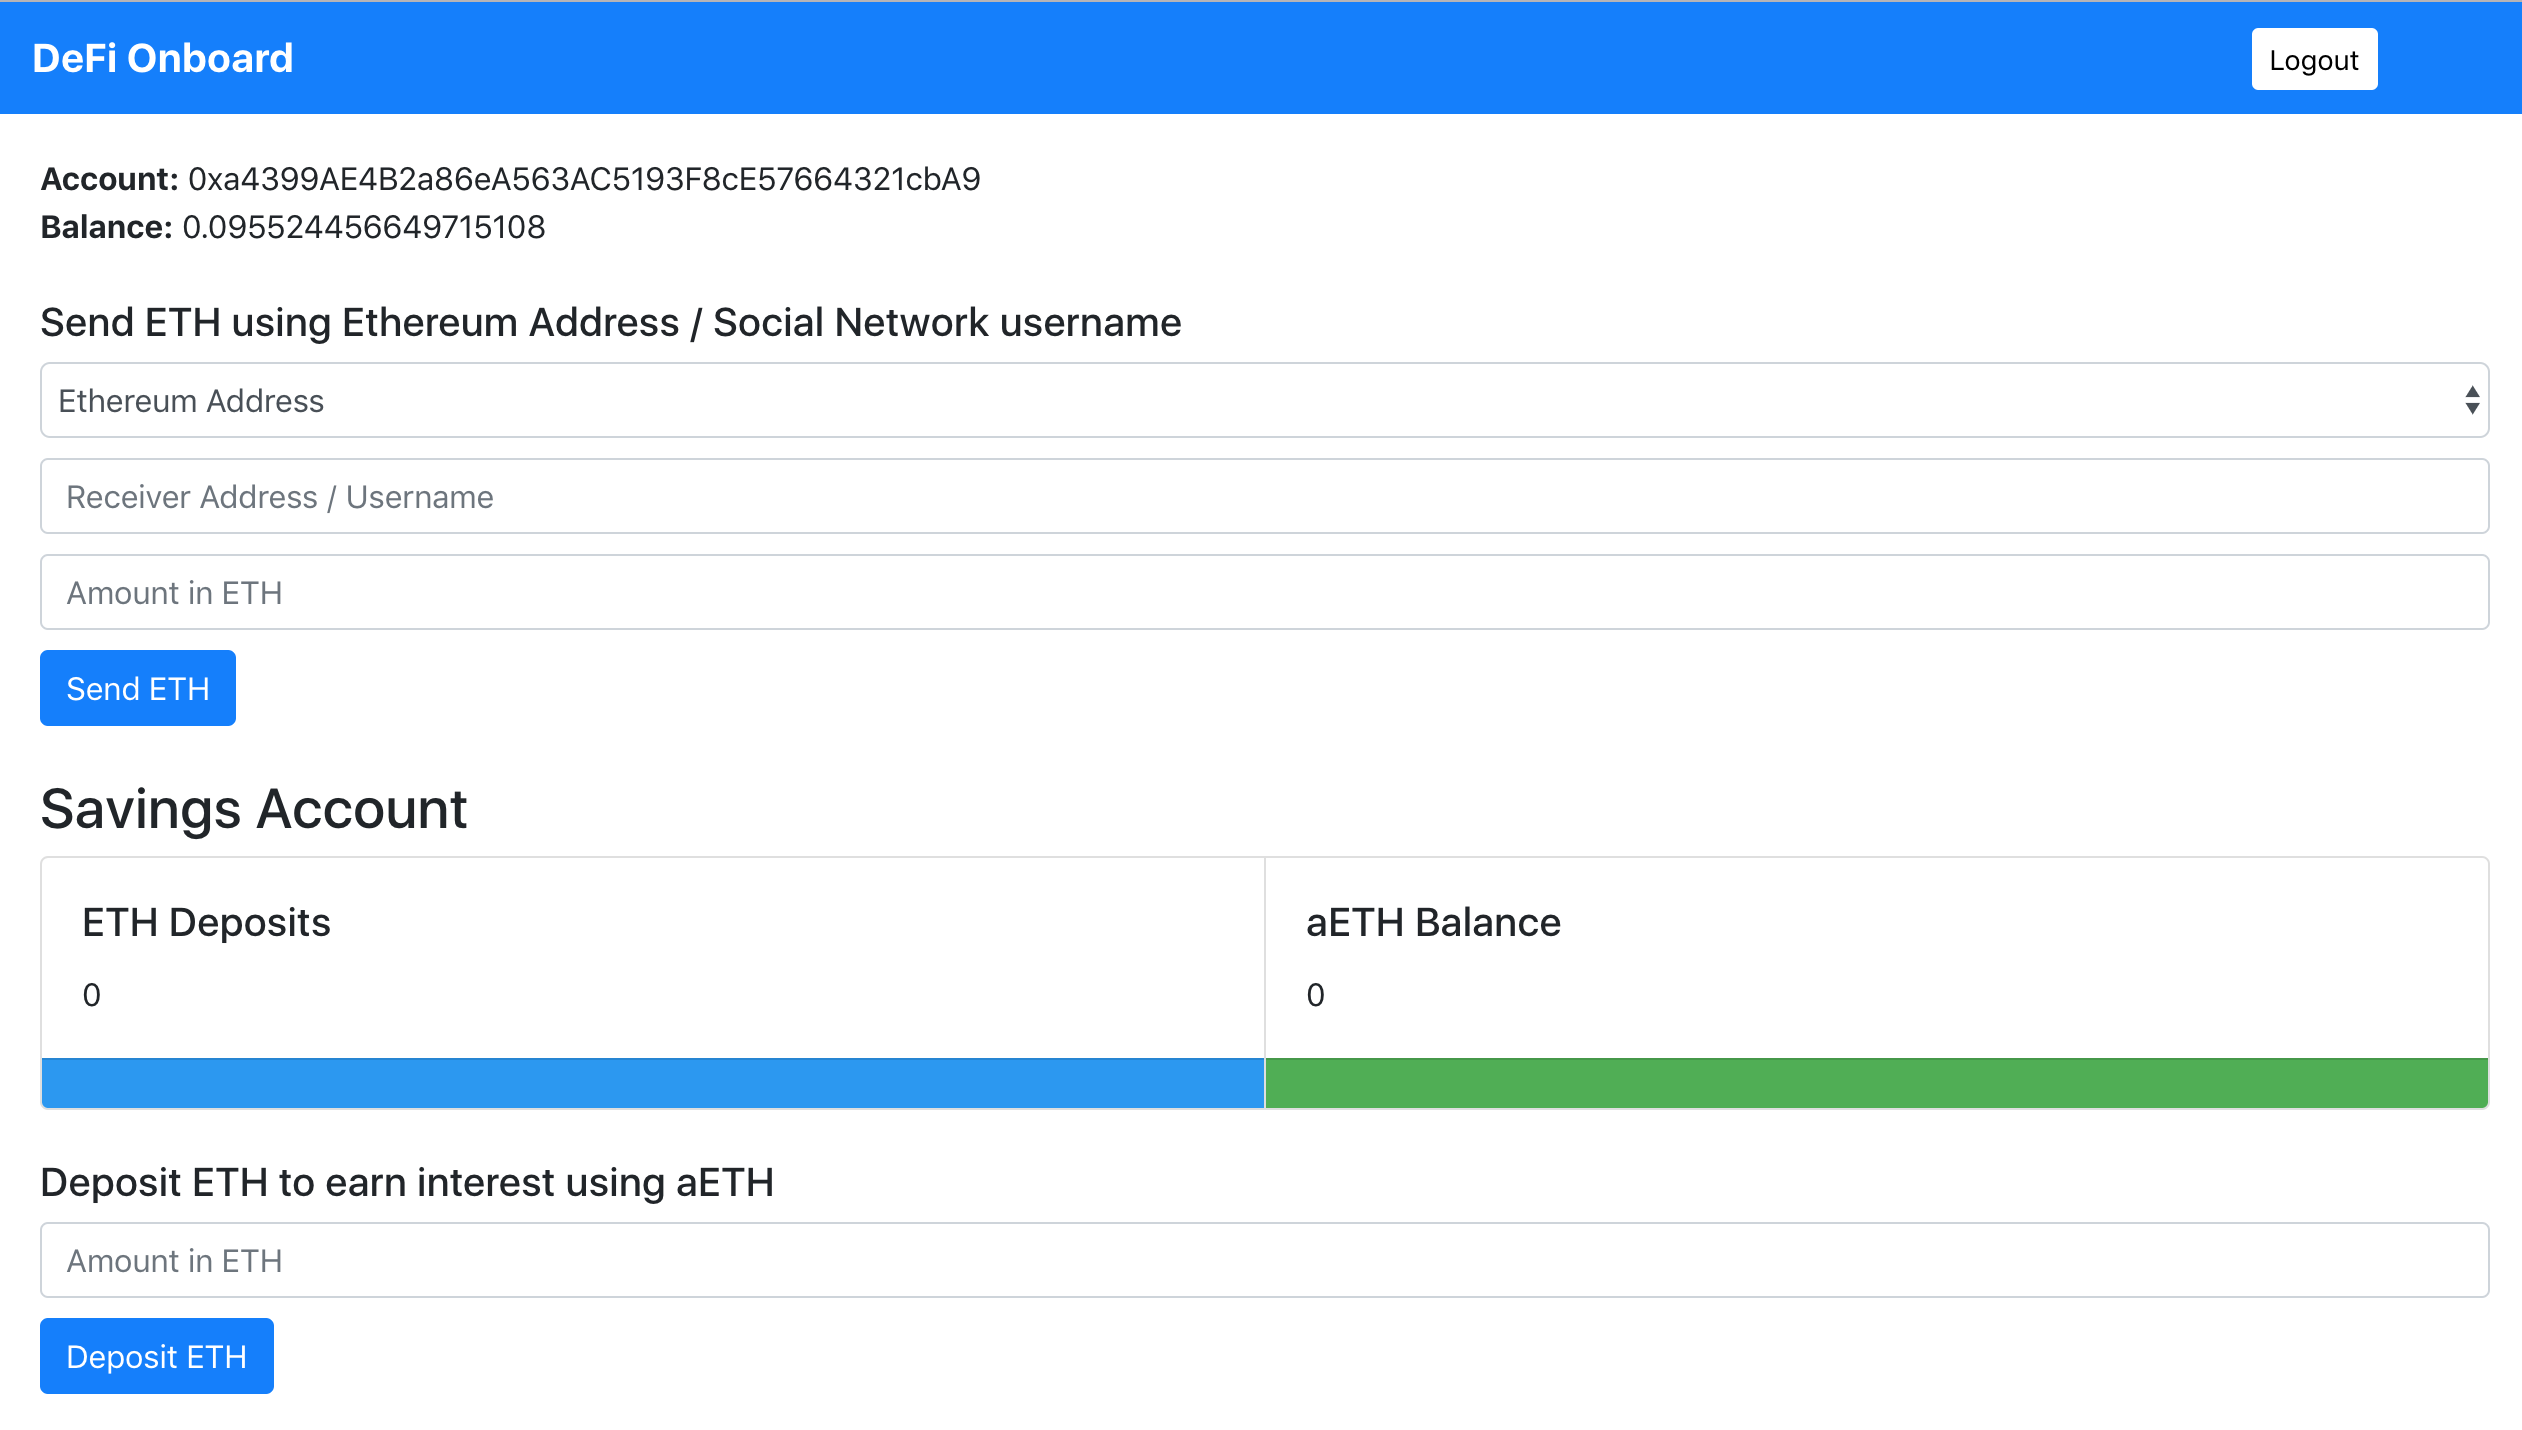 DeFi Onboard
Logout
Account: 0xa4399AE4B2a86eA563AC5193F8cE57664321cbA9
Balance: 0.095524456649715108
Send ETH using Ethereum Address / Social Network username
Ethereum Address
Receiver Address / Username
Amount in ETH
Send ETH
Savings Account
ETH Deposits
0
aETH Balance
0
Deposit ETH to earn interest using aETH
Amount in ETH
Deposit ETH